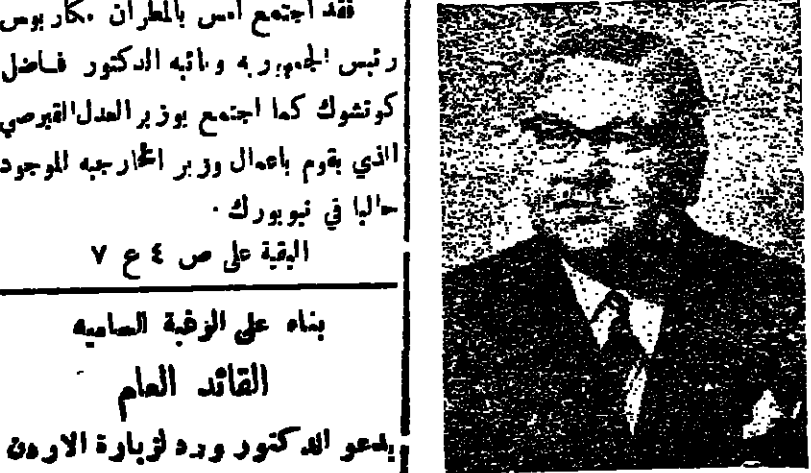 فقد اجتمع امس بالمطران مكاريوس
رئيس الجمهورية ونائبه الدكتور فاضل
كوتشوك كما اجتمع بوزير العدل القبرصي
الذي يقوم باعمال وزير الخارجيه الموجود
حاليا في نيويورك ·
البقية على ص ٤ ع ٧
بناء على الرغبة الساميه
القائد العام
يدعو الدكتور ورد لزيارة الاردن